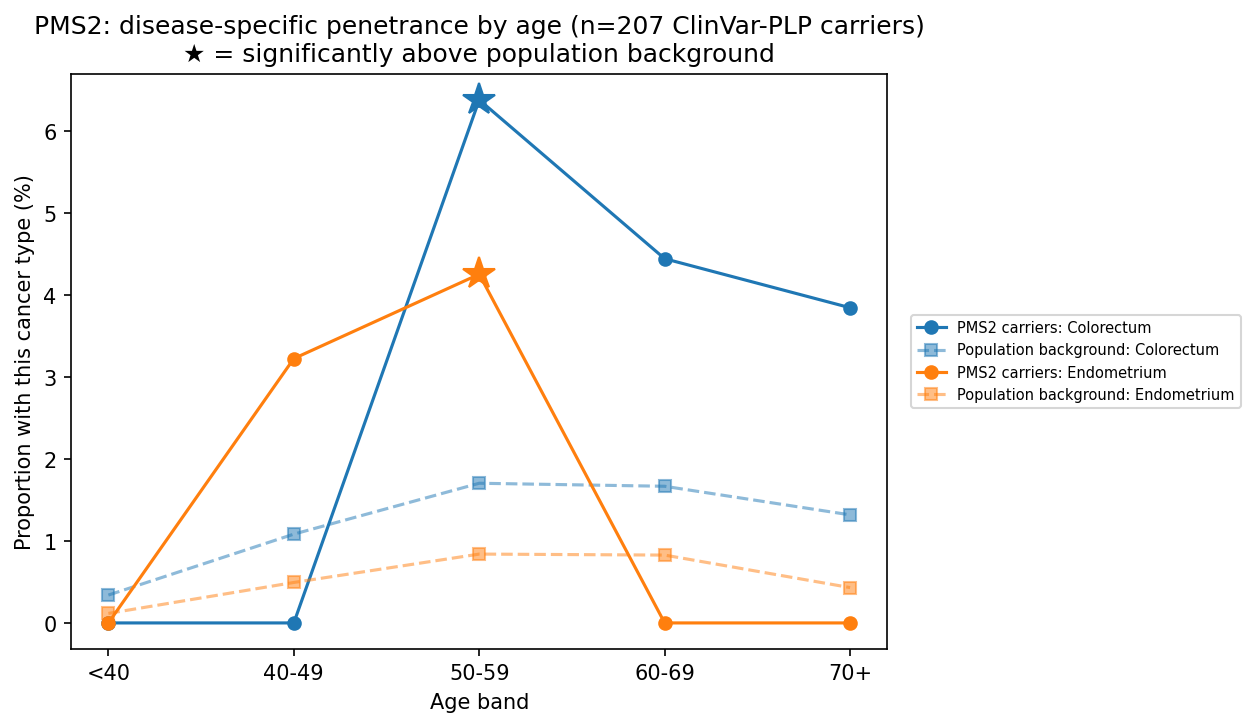 PMS2: disease-specific penetrance by age (n=207 ClinVar-PLP carriers)
★ = significantly above population background
Proportion with this cancer type (%)
6
5
4
3
2
1
0
<40
40-49
50-59
60-69
70+
Age band
PMS2 carriers: Colorectum
Population background: Colorectum
PMS2 carriers: Endometrium
Population background: Endometrium